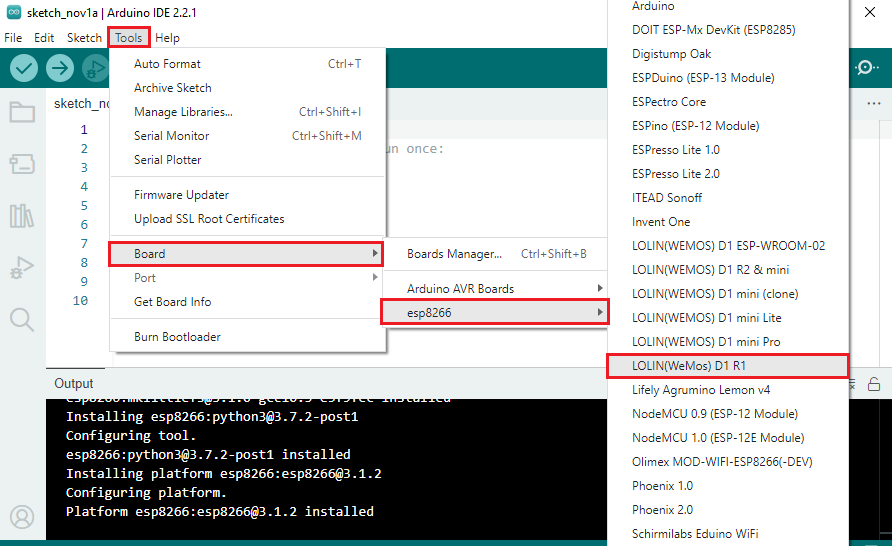 sketch_nov1a | Arduino IDE 2.2.1
File Edit Sketch Tools Help
sketch_no
1
2
3
4
5
6
7
8
9
10
un once:
Auto Format Ctrl+T
Archive Sketch
Manage Libraries... Ctrl+Shift+I
Serial Monitor Ctrl+Shift+M
Serial Plotter
Firmware Updater
Upload SSL Root Certificates
Board
Port
Get Board Info
Burn Bootloader
Boards Manager... Ctrl+Shift+B
Arduino AVR Boards
esp8266
Arduino
DOIT ESP-Mx DevKit (ESP8285)
Digistump Oak
ESPDuino (ESP-13 Module)
ESPectro Core
ESPino (ESP-12 Module)
ESPresso Lite 1.0
ESPresso Lite 2.0
ITEAD Sonoff
Invent One
LOLIN(WEMOS) D1 ESP-WROOM-02
LOLIN(WEMOS) D1 R2 & mini
LOLIN(WEMOS) D1 mini (clone)
LOLIN(WEMOS) D1 mini Lite
LOLIN(WEMOS) D1 mini Pro
LOLIN(WeMos) D1 R1
Lifely Agrumino Lemon v4
NodeMCU 0.9 (ESP-12 Module)
NodeMCU 1.0 (ESP-12E Module)
Olimex MOD-WIFI-ESP8266(-DEV)
Phoenix 1.0
Phoenix 2.0
Schirmilabs Eduino WiFi
Output
installed
Installing esp8266:python3@3.7.2-post1
Configuring tool.
esp8266:python3@3.7.2-post1 installed
Installing platform esp8266:esp8266@3.1.2
Configuring platform.
Platform esp8266:esp8266@3.1.2 installed